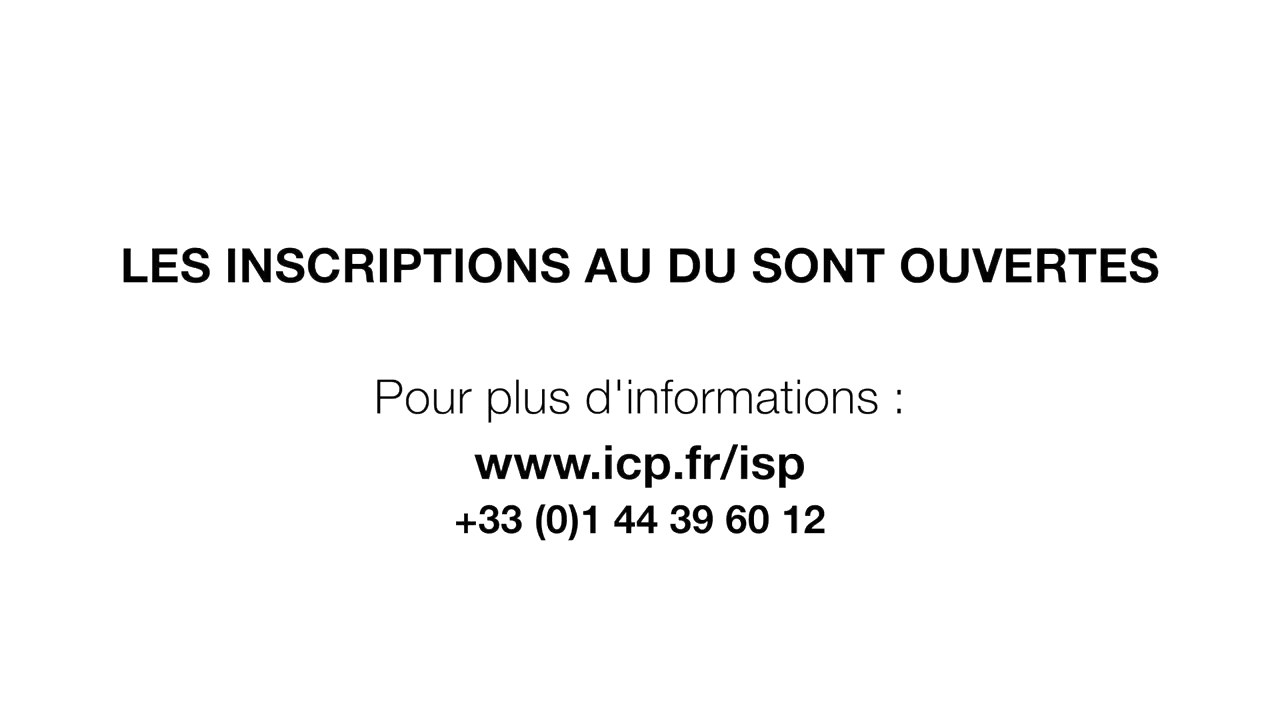 LES INSCRIPTIONS AU DU SONT OUVERTES
Pour plus d'informations :
www.icp.fr/isp
+33 (0)1 44 39 60 12